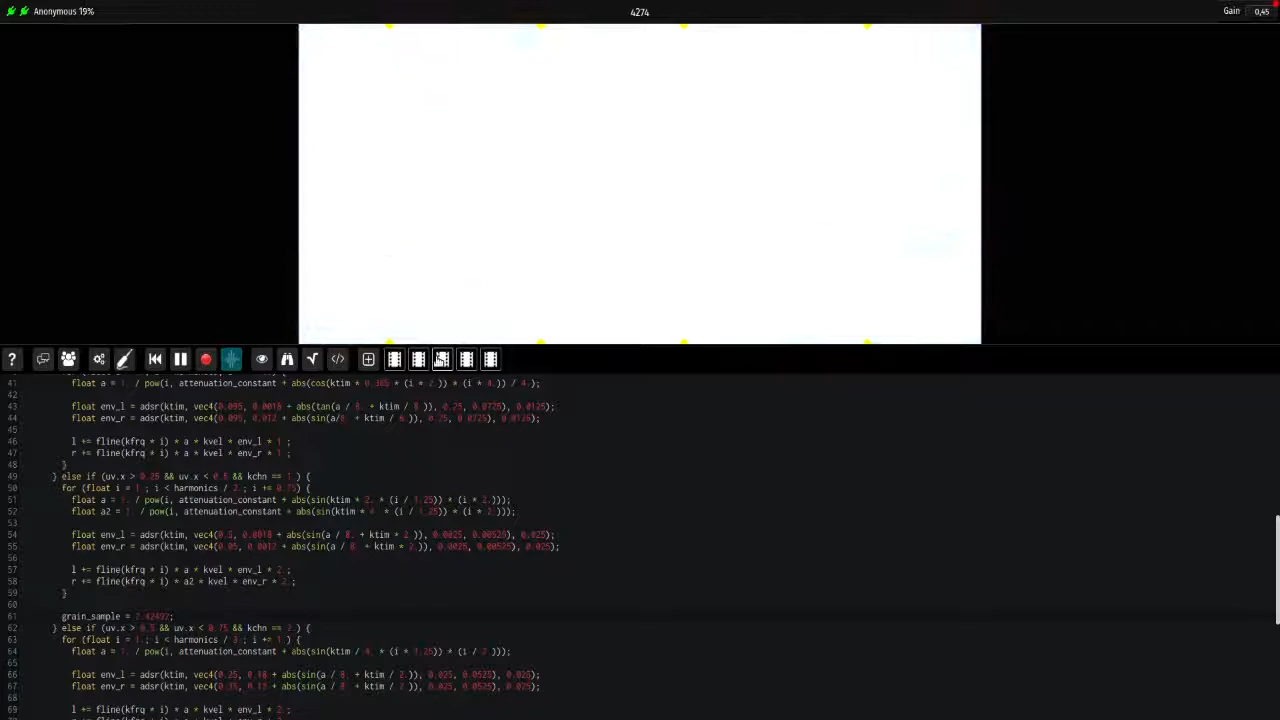 Anonymous 19%
4274
Gain 0,45
41 float a = 1. / pow(i, attenuation_constant + abs(cos(ktim * 0.385 * (i * 2.)) * (i * 4.)) / 4.);
42
43 float env_l = adsr(ktim, vec4(0.095, 0.0018 + abs(tan(a / 8. + ktim / 8.)), 0.25, 0.0725), 0.0125);
44 float env_r = adsr(ktim, vec4(0.095, 0.012 + abs(sin(a/8. + ktim / 6.)), 0.25, 0.0725), 0.0125);
45
46 l += fline(kfrq * i) * a * kvel * env_l * 1.;
47 r += fline(kfrq * i) * a * kvel * env_r * 1.;
48 }
49 } else if (uv.x > 0.25 && uv.x < 0.5 && kchn == 1.) {
50 for (float i = 1.; i < harmonics / 2.; i += 0.75) {
51 float a = 1. / pow(i, attenuation_constant + abs(sin(ktim * 2. * (i / 1.25)) * (i * 2.)));
52 float a2 = 1. / pow(i, attenuation_constant + abs(sin(ktim * 4. * (i / 1.25)) * (i * 2.)));
53
54 float env_l = adsr(ktim, vec4(0.5, 0.0018 + abs(sin(a / 8. + ktim * 2.)), 0.0025, 0.00525), 0.025);
55 float env_r = adsr(ktim, vec4(0.05, 0.0012 + abs(sin(a / 8. + ktim * 2.)), 0.0025, 0.00525), 0.025);
56
57 l += fline(kfrq * i) * a * kvel * env_l * 2.;
58 r += fline(kfrq * i) * a2 * kvel * env_r * 2.;
59 }
60
61 grain_sample = 2.42492;
62 } else if (uv.x > 0.5 && uv.x < 0.75 && kchn == 2.) {
63 for (float i = 1.; i < harmonics / 3.; i += 1.) {
64 float a = 1. / pow(i, attenuation_constant + abs(sin(ktim / 4. * (i * 1.25)) * (i / 2.)));
65
66 float env_l = adsr(ktim, vec4(0.25, 0.18 + abs(sin(a / 8. + ktim / 2.)), 0.025, 0.0525), 0.025);
67 float env_r = adsr(ktim, vec4(0.35, 0.12 + abs(sin(a / 8. + ktim / 2.)), 0.025, 0.0525), 0.025);
68
69 l += fline(kfrq * i) * a * kvel * env_l * 2.;